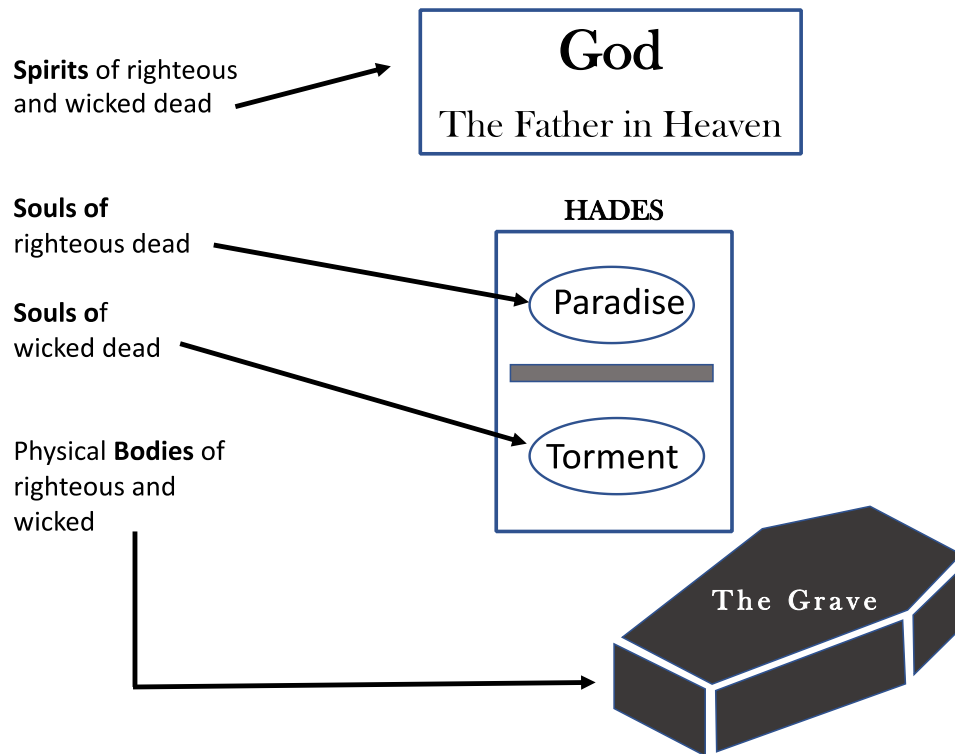 Spirits of righteous
and wicked dead
God
The Father in Heaven
Souls of
righteous dead
HADES
Paradise
Souls of
wicked dead
Torment
Physical Bodies of
righteous and
wicked
The Grave